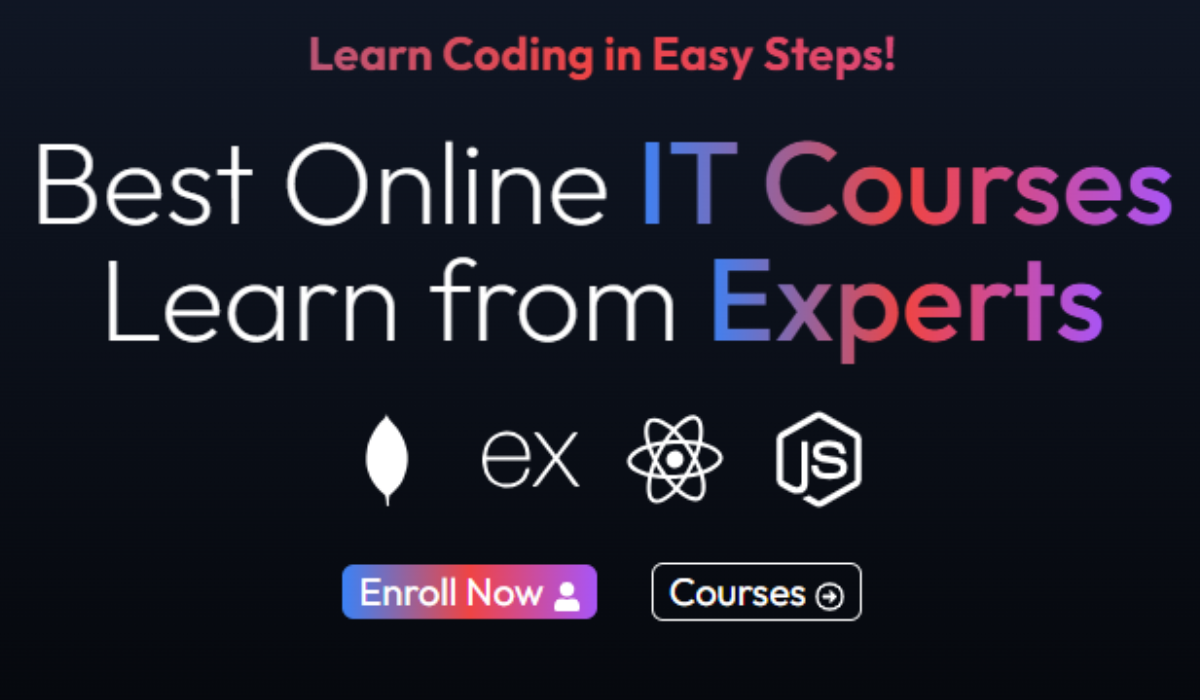 Learn Coding in Easy Steps!
Best Online IT Courses
Learn from Experts
ex
JS
Enroll Now
Courses